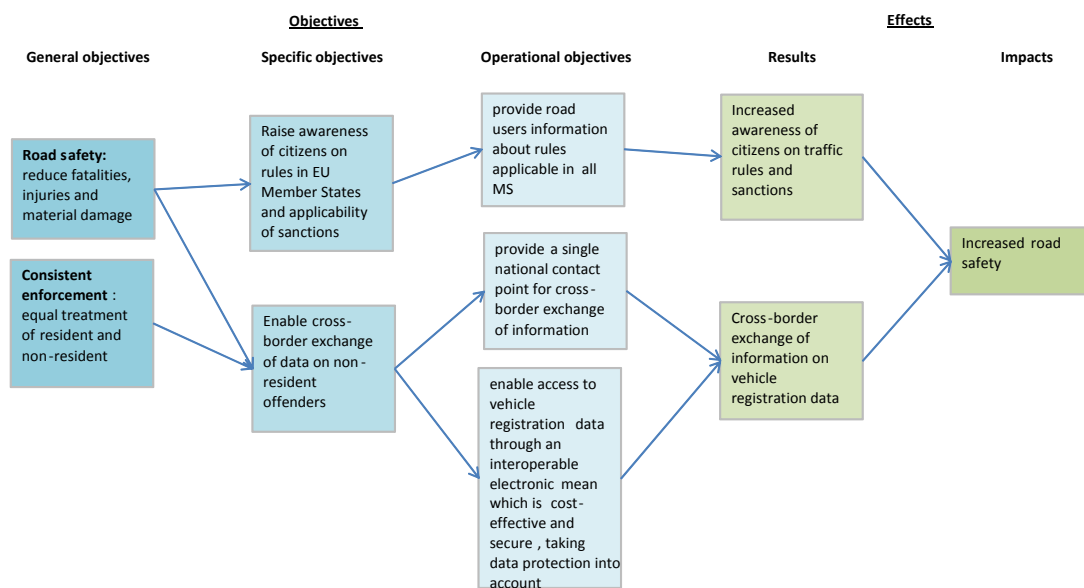 Objectives
Effects
General objectives
Specific objectives
Operational objectives
Results
Impacts
Road safety:
reduce fatalities,
injuries and
material damage
Consistent
enforcement :
equal treatment
of resident and
non-resident
Raise awareness
of citizens on
rules in EU
Member States
and applicability
of sanctions
Enable cross-
border exchange
of data on non-
resident
offenders
provide road
users information
about rules
applicable in all
MS
provide a single
national contact
point for cross-
border exchange
of information
enable access to
vehicle
registration data
through an
interoperable
electronic mean
which is cost-
effective and
secure , taking
data protection into
account
Increased
awareness of
citizens on traffic
rules and
sanctions
Cross-border
exchange of
information on
vehicle
registration data
Increased road
safety